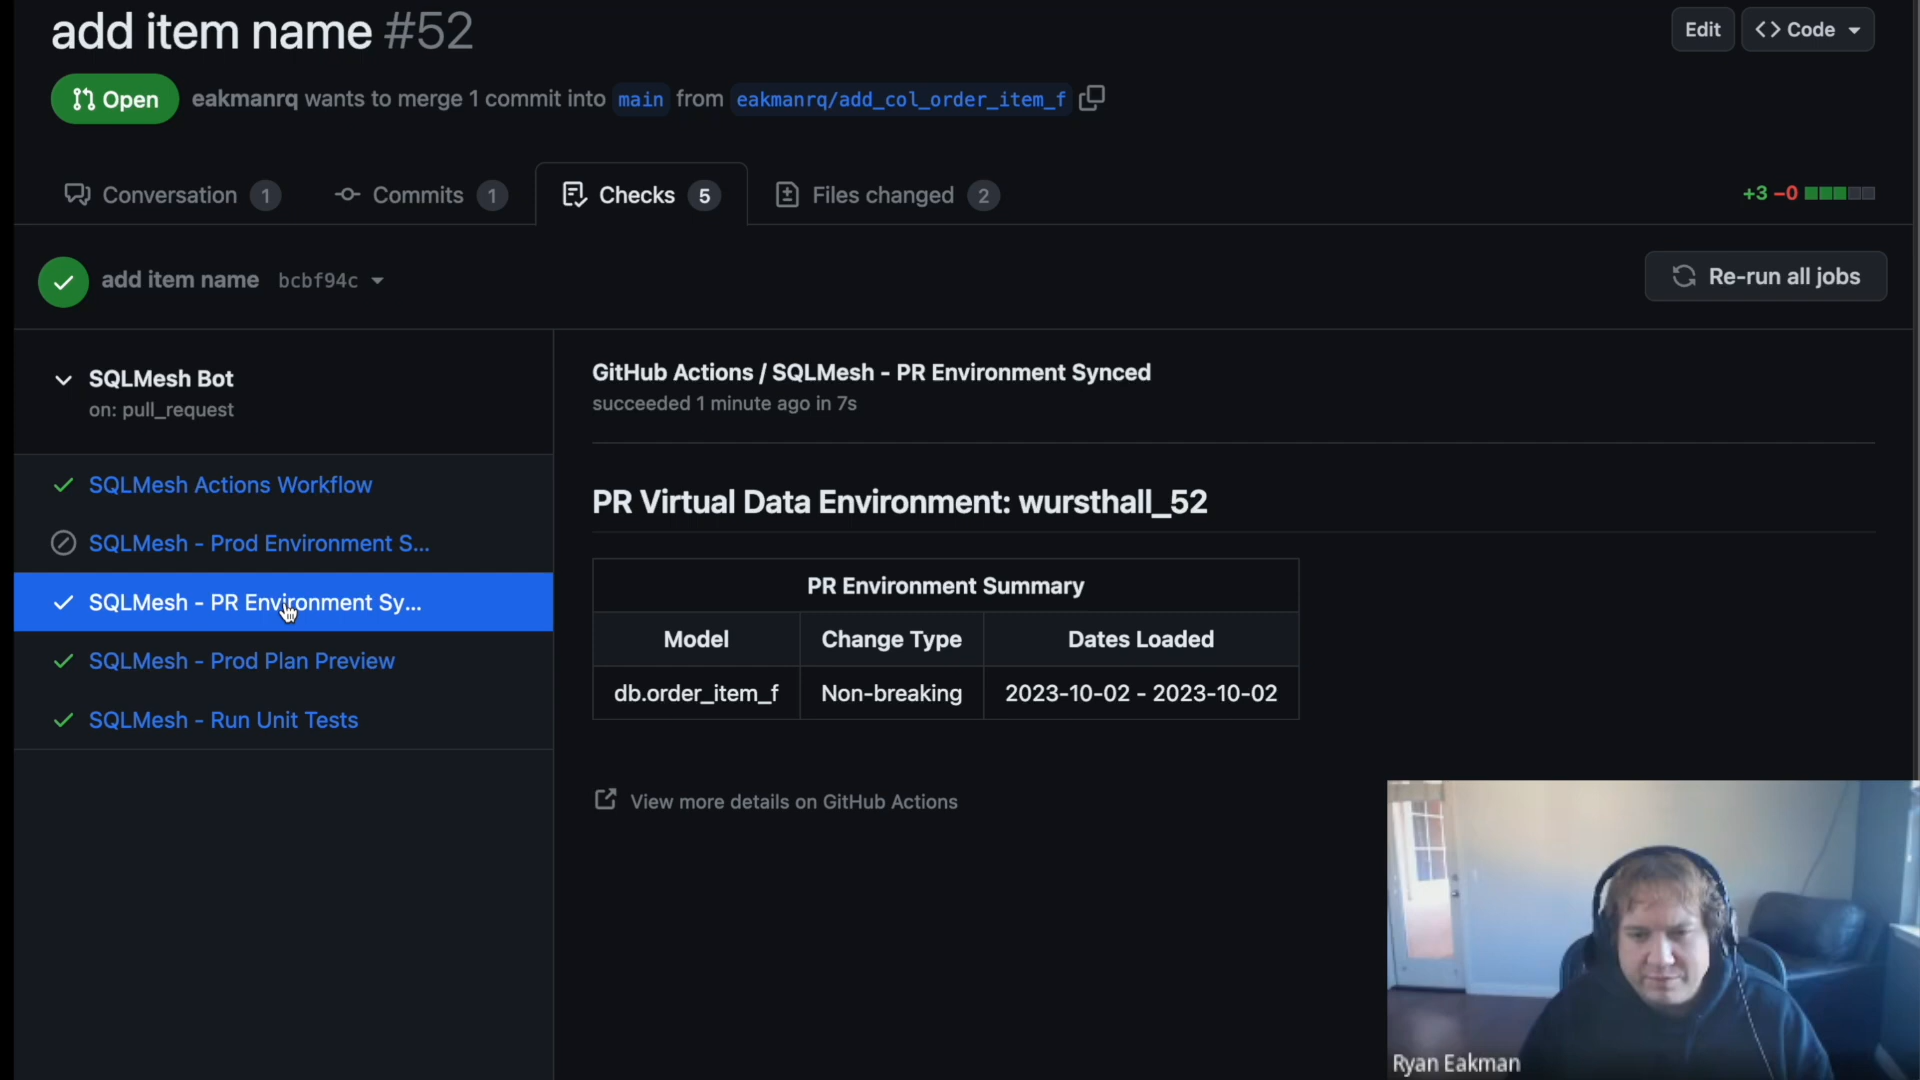 add item name #52
Edit
Code
Open
eakmanrq wants to merge 1 commit into main from eakmanrq/add_col_order_item_f
Conversation 1
Commits 1
Checks 5
Files changed 2
+3 −0
add item name bcbf94c
Re-run all jobs
SQLMesh Bot
on: pull_request
SQLMesh Actions Workflow
SQLMesh - Prod Environment S...
SQLMesh - PR Environment Sy...
SQLMesh - Prod Plan Preview
SQLMesh - Run Unit Tests
GitHub Actions / SQLMesh - PR Environment Synced
succeeded 1 minute ago in 7s
PR Virtual Data Environment: wursthall_52
PR Environment Summary
Model Change Type Dates Loaded
db.order_item_f Non-breaking 2023-10-02 - 2023-10-02
View more details on GitHub Actions
Ryan Eakman